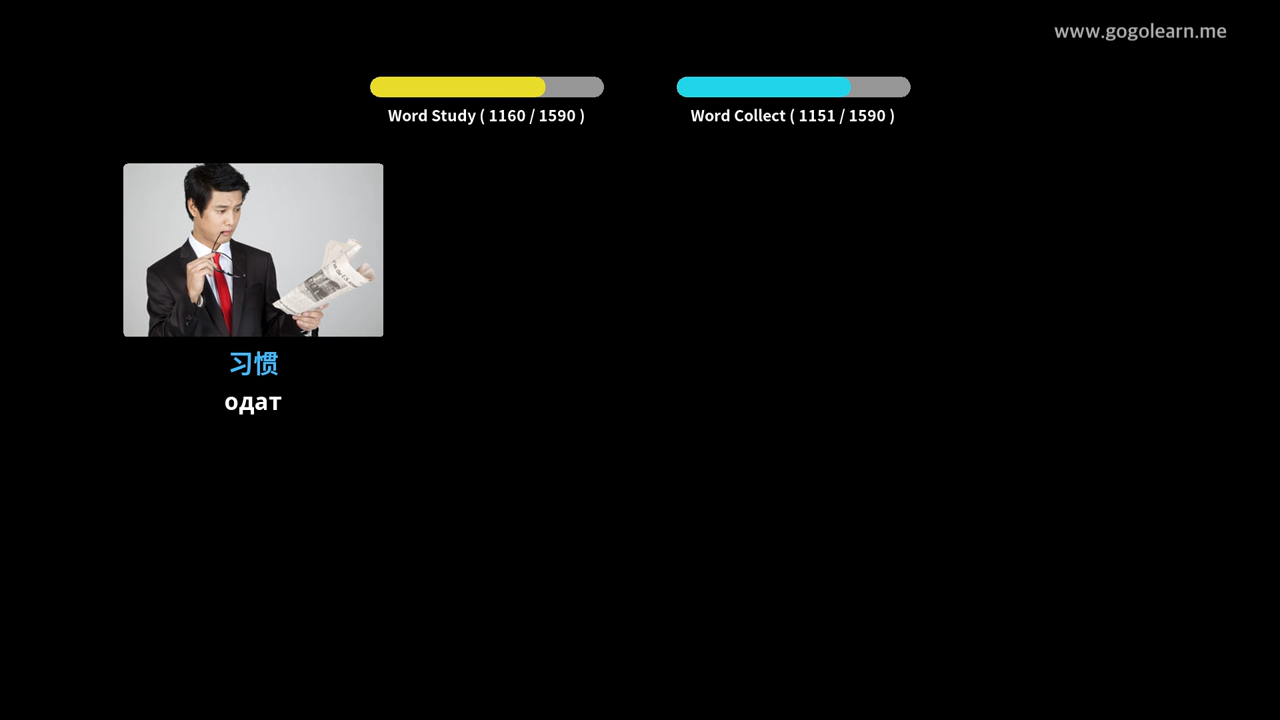 www.gogolearn.me
Word Study ( 1160 / 1590 )
Word Collect ( 1151 / 1590 )
习惯
одат